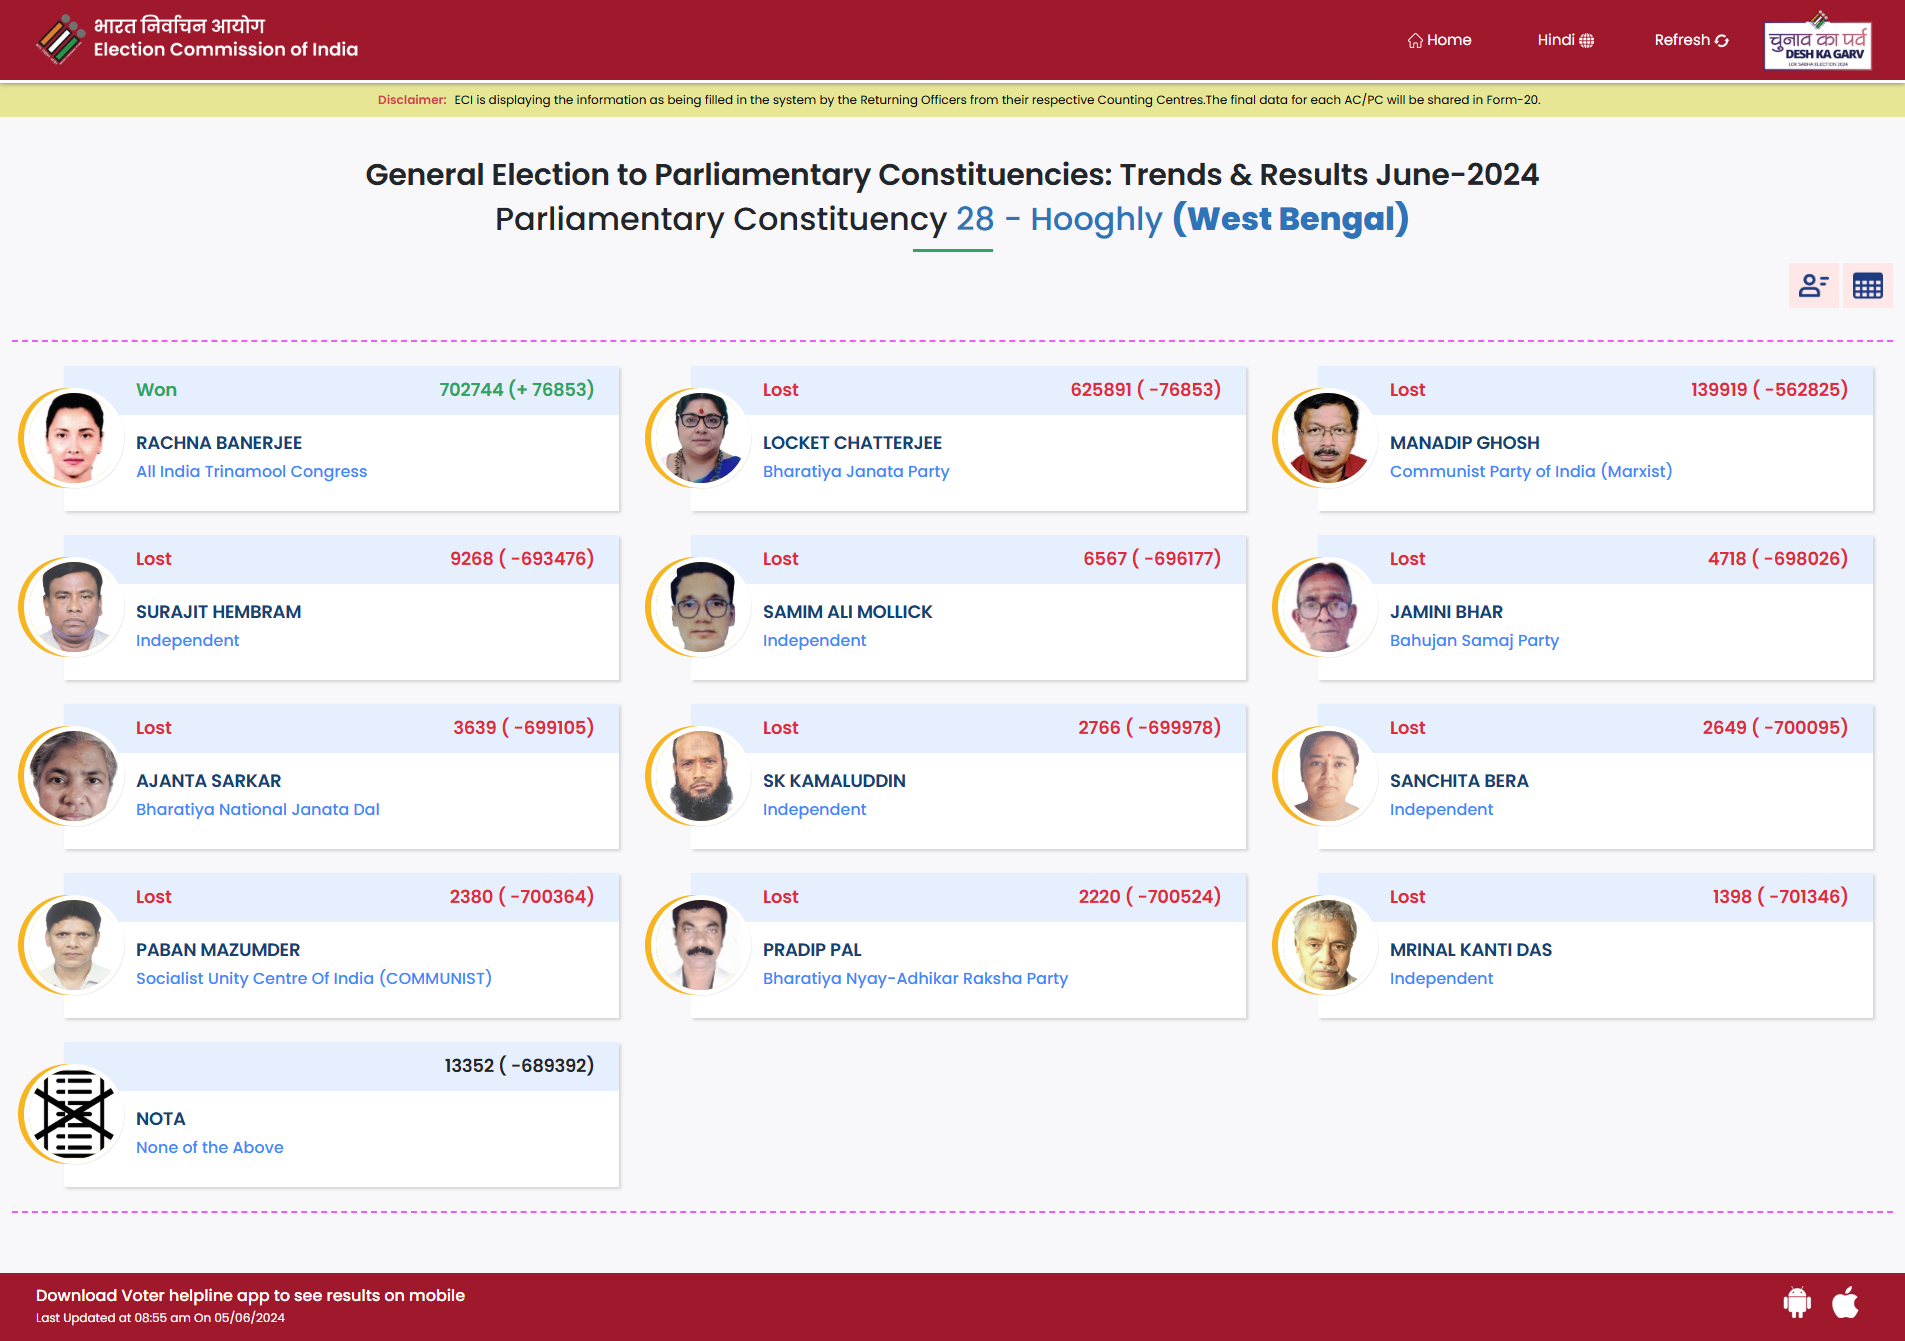 भारत निर्वाचन आयोग
Election Commission of India
Home
Hindi
Refresh
चुनाव का पर्व
DESH KA GARV
LOK SABHA ELECTION 2024
Disclaimer: ECI is displaying the information as being filled in the system by the Returning Officers from their respective Counting Centres.The final data for each AC/PC will be shared in Form-20.
General Election to Parliamentary Constituencies: Trends & Results June-2024
Parliamentary Constituency 28 - Hooghly (West Bengal)
Won 702744 (+ 76853)
RACHNA BANERJEE
All India Trinamool Congress
Lost 625891 ( -76853)
LOCKET CHATTERJEE
Bharatiya Janata Party
Lost 139919 ( -562825)
MANADIP GHOSH
Communist Party of India (Marxist)
Lost 9268 ( -693476)
SURAJIT HEMBRAM
Independent
Lost 6567 ( -696177)
SAMIM ALI MOLLICK
Independent
Lost 4718 ( -698026)
JAMINI BHAR
Bahujan Samaj Party
Lost 3639 ( -699105)
AJANTA SARKAR
Bharatiya National Janata Dal
Lost 2766 ( -699978)
SK KAMALUDDIN
Independent
Lost 2649 ( -700095)
SANCHITA BERA
Independent
Lost 2380 ( -700364)
PABAN MAZUMDER
Socialist Unity Centre Of India (COMMUNIST)
Lost 2220 ( -700524)
PRADIP PAL
Bharatiya Nyay-Adhikar Raksha Party
Lost 1398 ( -701346)
MRINAL KANTI DAS
Independent
13352 ( -689392)
NOTA
None of the Above
Download Voter helpline app to see results on mobile
Last Updated at 08:55 am On 05/06/2024